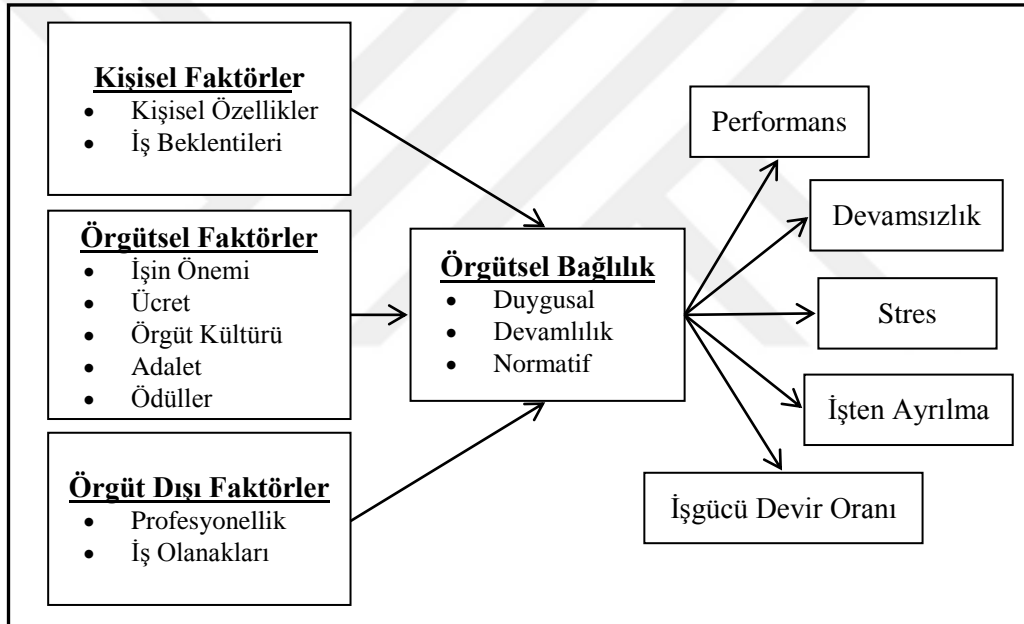 Kişisel Faktörler
• Kişisel Özellikler
• İş Beklentileri
Örgütsel Faktörler
• İşin Önemi
• Ücret
• Örgüt Kültürü
• Adalet
• Ödüller
Örgüt Dışı Faktörler
• Profesyonellik
• İş Olanakları
Örgütsel Bağlılık
• Duygusal
• Devamlılık
• Normatif
Performans
Devamsızlık
Stres
İşten Ayrılma
İşgücü Devir Oranı